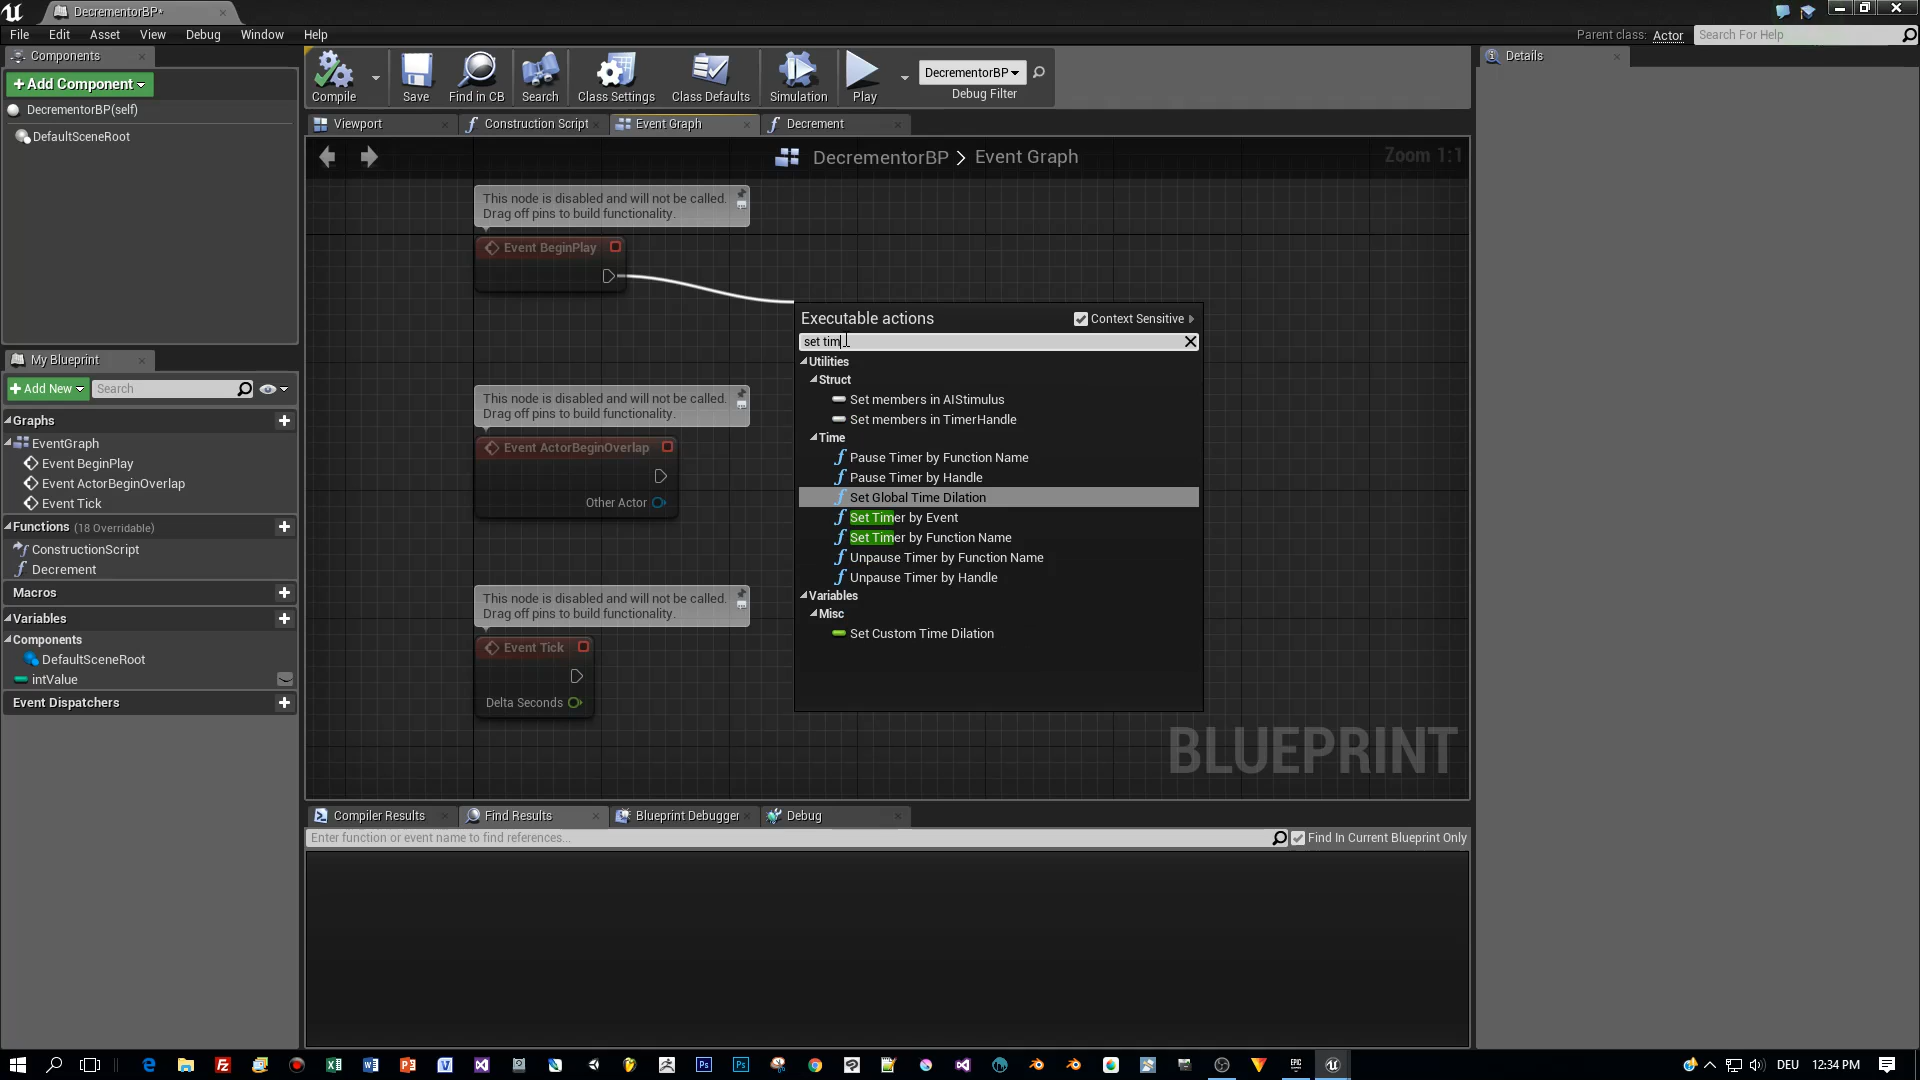 DecrementorBP*
File Edit Asset View Debug Window Help
Parent class: Actor
Search For Help
Components
+Add Component
DecrementorBP(self)
DefaultSceneRoot
Compile
Save
Find in CB
Search
Class Settings
Class Defaults
Simulation
Play
DecrementorBP
Debug Filter
Details
Viewport
Construction Script
Event Graph
Decrement
DecrementorBP > Event Graph
Zoom 1:1
This node is disabled and will not be called.
Drag off pins to build functionality.
Event BeginPlay
This node is disabled and will not be called.
Drag off pins to build functionality.
Event ActorBeginOverlap
Other Actor
This node is disabled and will not be called.
Drag off pins to build functionality.
Event Tick
Delta Seconds
Executable actions
Context Sensitive
set tim
Utilities
Struct
Set members in AIStimulus
Set members in TimerHandle
Time
Pause Timer by Function Name
Pause Timer by Handle
Set Global Time Dilation
Set Timer by Event
Set Timer by Function Name
Unpause Timer by Function Name
Unpause Timer by Handle
Variables
Misc
Set Custom Time Dilation
BLUEPRINT
My Blueprint
+Add New
Search
Graphs
EventGraph
Event BeginPlay
Event ActorBeginOverlap
Event Tick
Functions (18 Overridable)
ConstructionScript
Decrement
Macros
Variables
Components
DefaultSceneRoot
intValue
Event Dispatchers
Compiler Results
Find Results
Blueprint Debugger
Debug
Enter function or event name to find references...
Find In Current Blueprint Only
DEU
12:34 PM